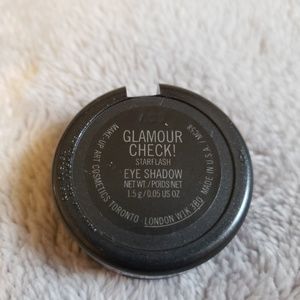 GLAMOUR
CHECK!
STARFLASH
EYE SHADOW
NET WT./POIDS NET
1.5 g / 0.05 US OZ
MAKE-UP ART COSMETICS TORONTO LONDON W1K 3BQ MADE IN U.S.A.